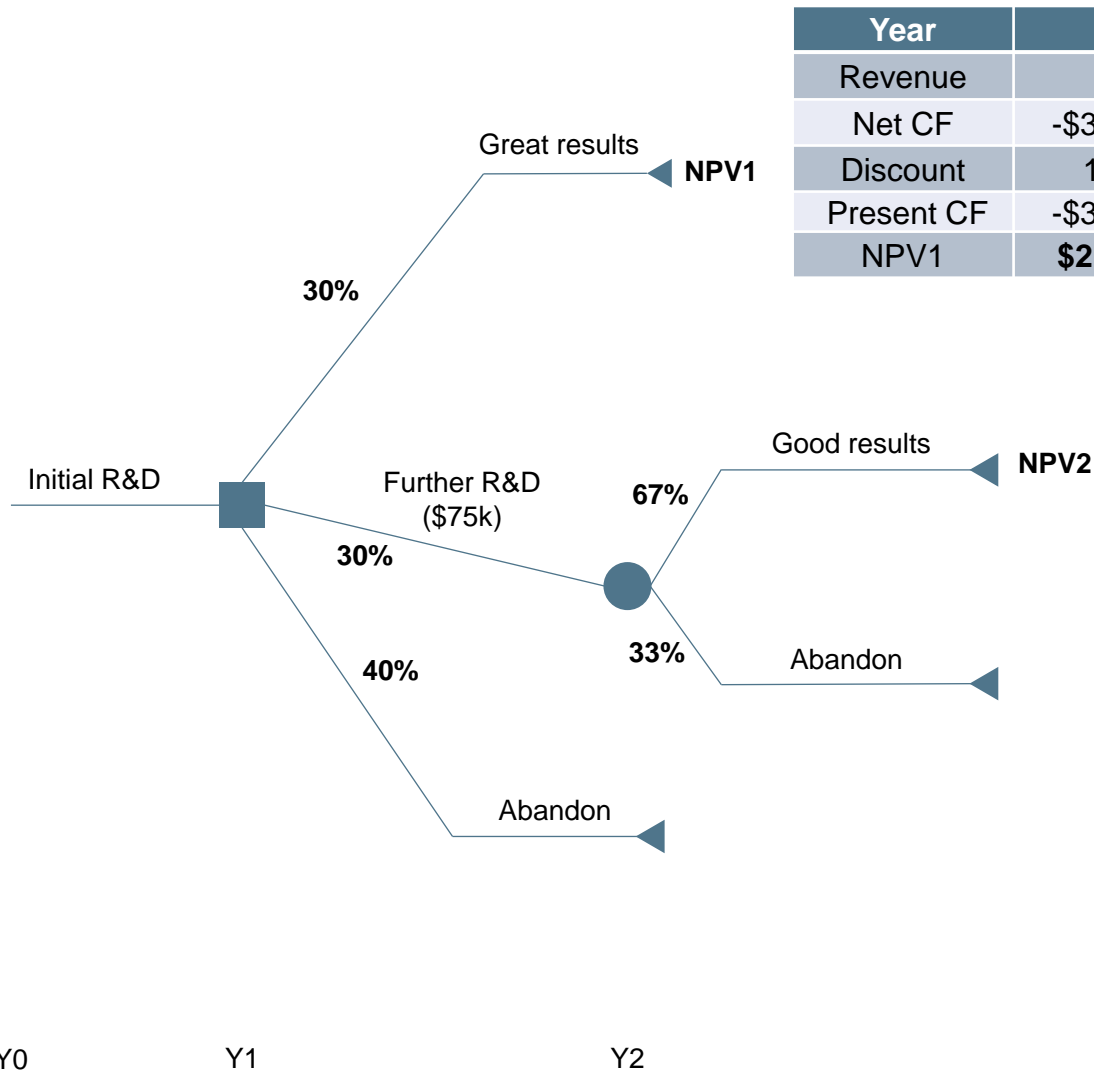 Year
Revenue
Net CF -$3
Discount 1
Present CF -$3
NPV1 $2
Great results
NPV1
30%
Good results
NPV2
Initial R&D
Further R&D
($75k)
67%
30%
33%
Abandon
40%
Abandon
Y0 Y1 Y2